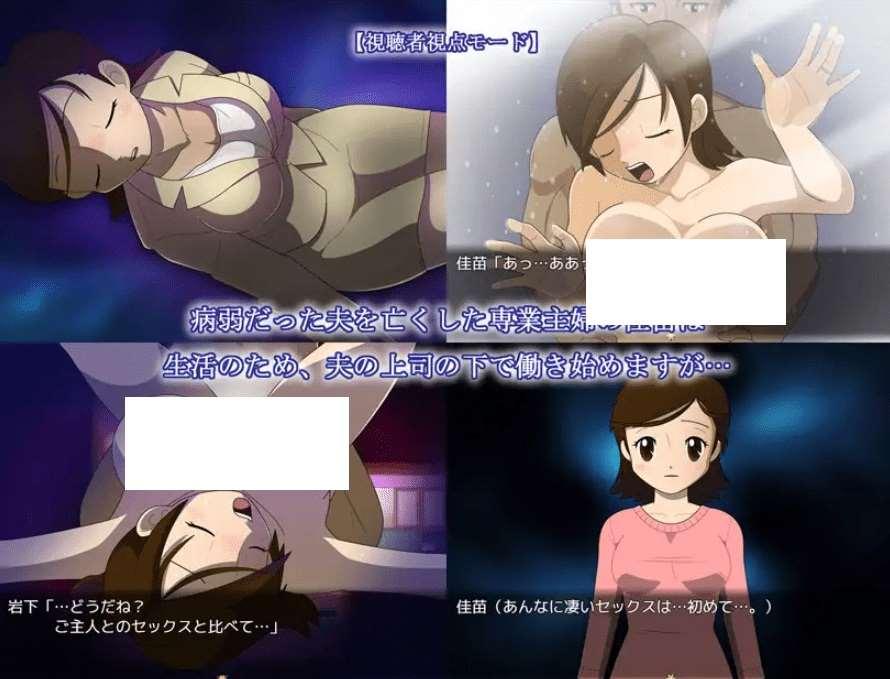 【視聴者視点モード】
佳苗「あっ…ああっ
病弱だった夫を亡くした専業主婦の佳苗は
生活のため、夫の上司の下で働き始めますが…
岩下「…どうだね？
ご主人とのセックスと比べて…」
佳苗（あんなに凄いセックスは…初めて…。）